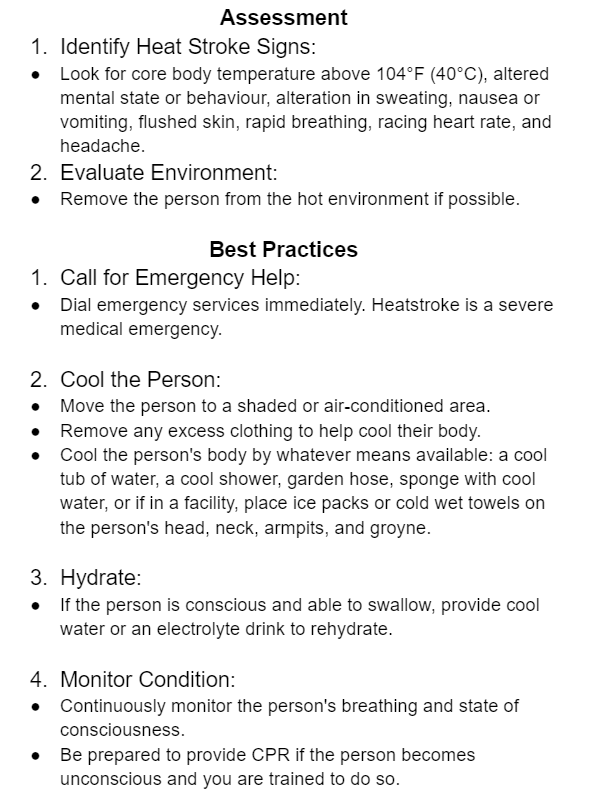 Assessment
1. Identify Heat Stroke Signs:
● Look for core body temperature above 104°F (40°C), altered
mental state or behaviour, alteration in sweating, nausea or
vomiting, flushed skin, rapid breathing, racing heart rate, and
headache.
2. Evaluate Environment:
● Remove the person from the hot environment if possible.
Best Practices
1. Call for Emergency Help:
● Dial emergency services immediately. Heatstroke is a severe
medical emergency.
2. Cool the Person:
● Move the person to a shaded or air-conditioned area.
● Remove any excess clothing to help cool their body.
● Cool the person's body by whatever means available: a cool
tub of water, a cool shower, garden hose, sponge with cool
water, or if in a facility, place ice packs or cold wet towels on
the person's head, neck, armpits, and groyne.
3. Hydrate:
● If the person is conscious and able to swallow, provide cool
water or an electrolyte drink to rehydrate.
4. Monitor Condition:
● Continuously monitor the person's breathing and state of
consciousness.
● Be prepared to provide CPR if the person becomes
unconscious and you are trained to do so.